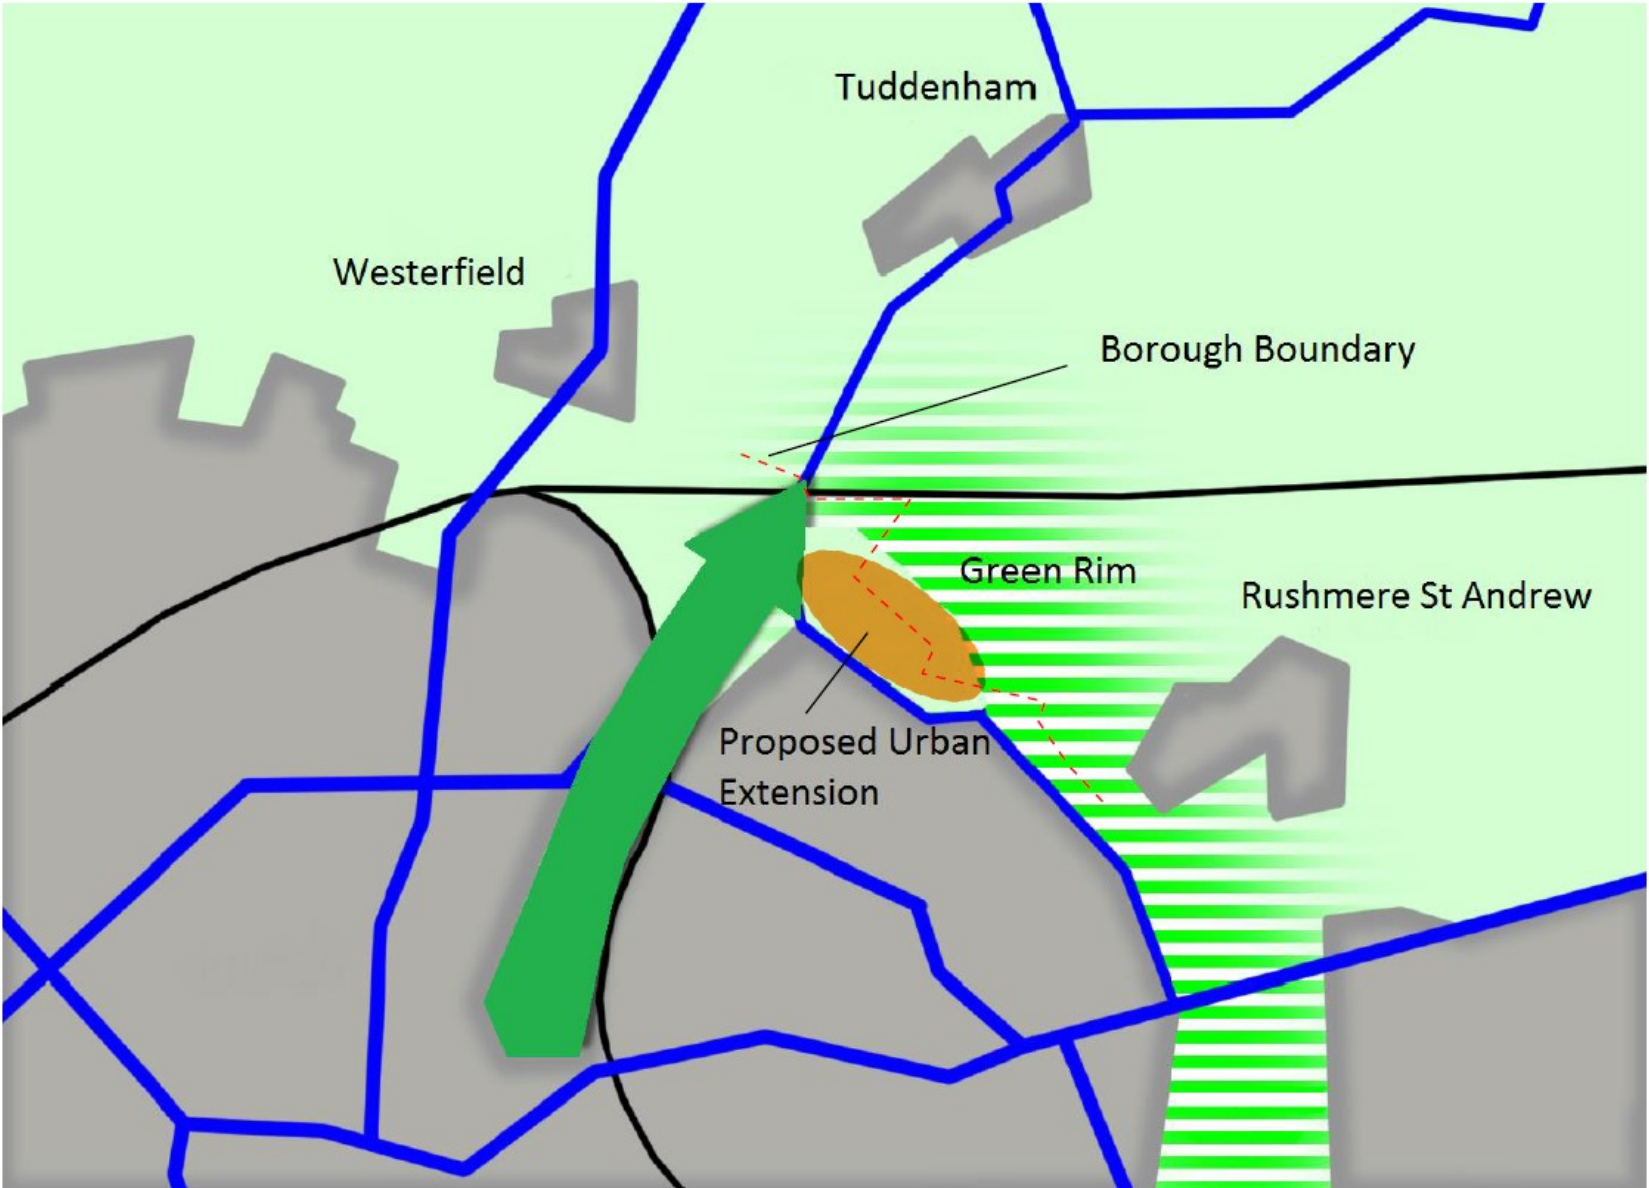 Tuddenham
Westerfield
Borough Boundary
Green Rim
Rushmere St Andrew
Proposed Urban
Extension